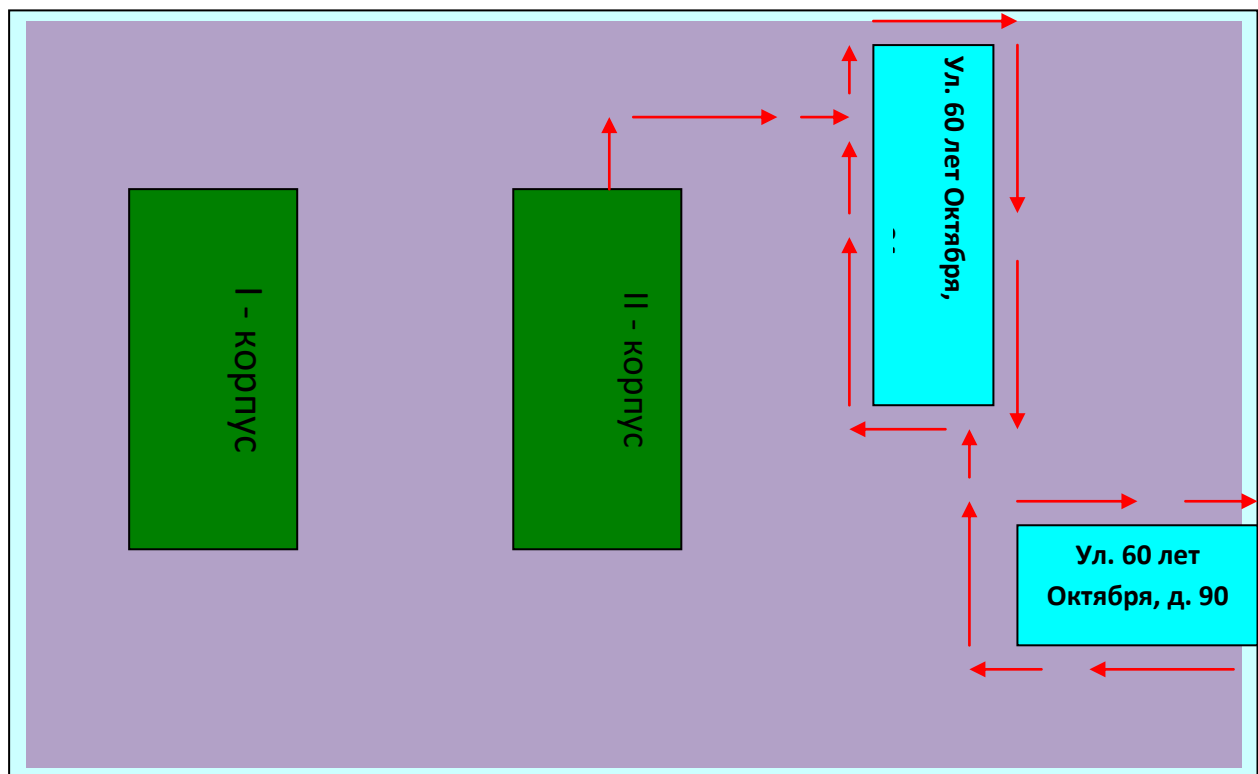 I - корпус
II - корпус
Ул. 60 лет Октября,
Ул. 60 лет
Октября, д. 90